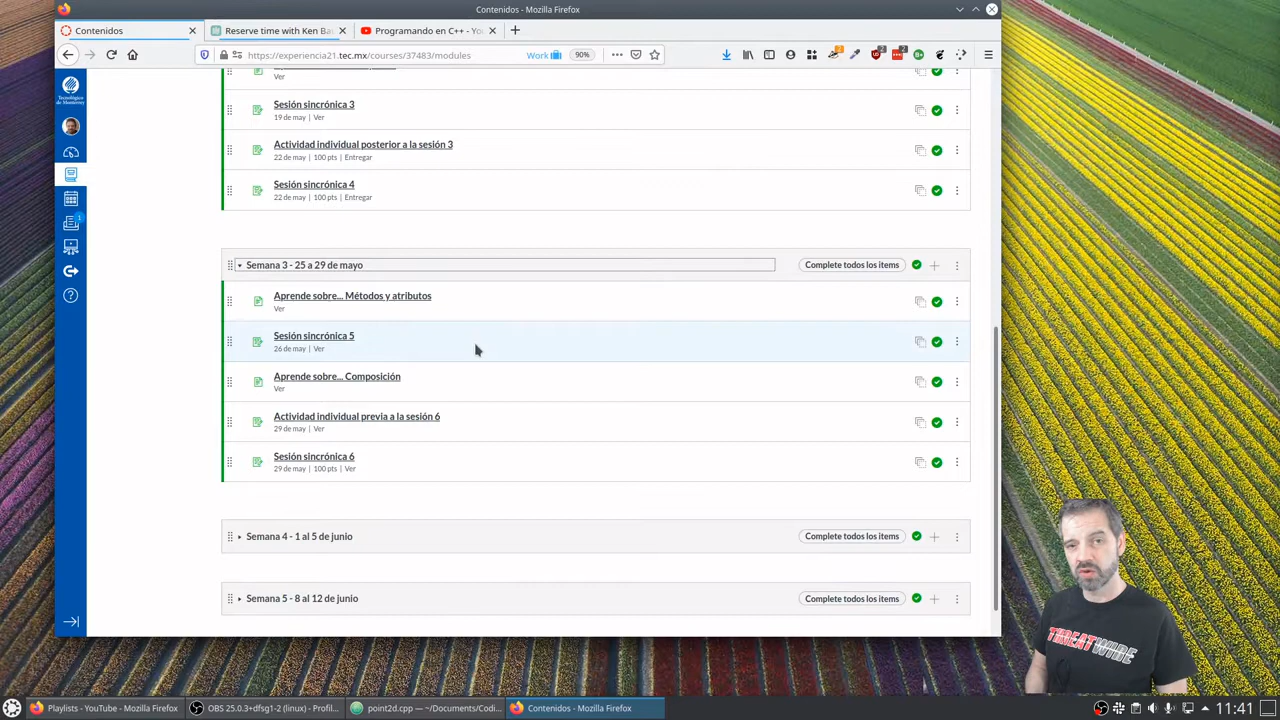 Contenidos - Mozilla Firefox
Contenidos
Reserve time with Ken Ba
Programando en C++ - Yo
https://experiencia21.tec.mx/courses/37483/modules
Work
90%
Tecnológico
de Monterrey
Ver
Sesión sincrónica 3
19 de may | Ver
Actividad individual posterior a la sesión 3
22 de may | 100 pts | Entregar
Sesión sincrónica 4
22 de may | 100 pts | Entregar
Semana 3 - 25 a 29 de mayo
Complete todos los items
Aprende sobre... Métodos y atributos
Ver
Sesión sincrónica 5
26 de may | Ver
Aprende sobre... Composición
Ver
Actividad individual previa a la sesión 6
29 de may | Ver
Sesión sincrónica 6
29 de may | 100 pts | Ver
Semana 4 - 1 al 5 de junio
Complete todos los items
Semana 5 - 8 al 12 de junio
Complete todos los items
THREATWIRE
Playlists - YouTube - Mozilla Firefox
OBS 25.0.3+dfsg1-2 (linux) - Profil...
point2d.cpp — ~/Documents/Codi...
Contenidos - Mozilla Firefox
11:41